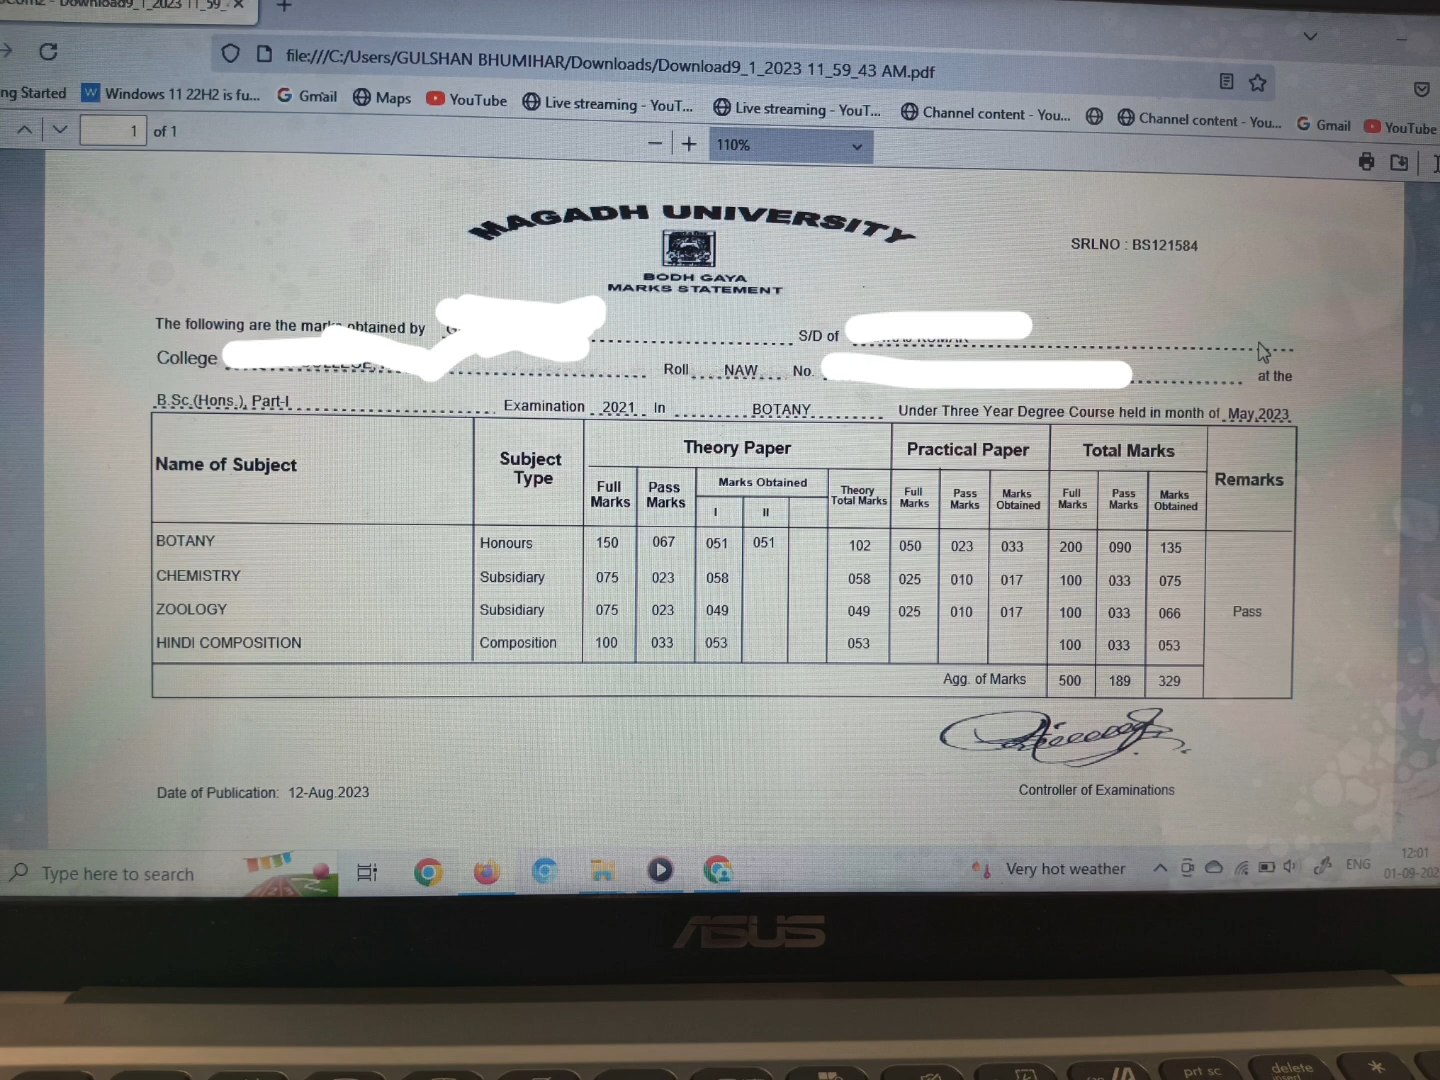 Download9_1_2023 11_59_
file:///C:/Users/GULSHAN BHUMIHAR/Downloads/Download9_1_2023 11_59_43 AM.pdf
ng Started Windows 11 22H2 is fu... Gmail Maps YouTube Live streaming - YouT... Live streaming - YouT... Channel content - You... Channel content - You... Gmail YouTube
1 of 1 110%
MAGADH UNIVERSITY
SRLNO : BS121584
BODH GAYA
MARKS STATEMENT
The following are the marks obtained by S/D of
College Roll NAW No. at the
B.Sc.(Hons.), Part-I Examination 2021 In BOTANY Under Three Year Degree Course held in month of May,2023
Name of Subject Subject Type Theory Paper Practical Paper Total Marks Remarks
Full Marks Pass Marks Marks Obtained Theory Total Marks Full Marks Pass Marks Marks Obtained Full Marks Pass Marks Marks Obtained
I II
BOTANY Honours 150 067 051 051 102 050 023 033 200 090 135
CHEMISTRY Subsidiary 075 023 058 058 025 010 017 100 033 075
ZOOLOGY Subsidiary 075 023 049 049 025 010 017 100 033 066 Pass
HINDI COMPOSITION Composition 100 033 053 053 100 033 053
Agg. of Marks 500 189 329
Date of Publication: 12-Aug.2023 Controller of Examinations
Type here to search Very hot weather ENG 12:01
01-09-202
ASUS
prt sc delete
insert